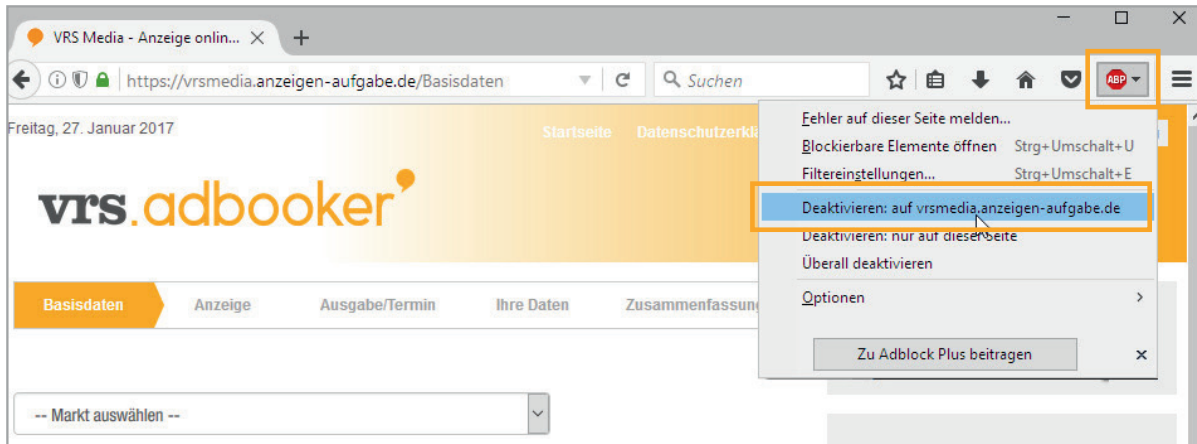 VRS Media - Anzeige onlin...
https://vrsmedia.anzeigen-aufgabe.de/Basisdaten
Suchen
ABP
Freitag, 27. Januar 2017
Startseite Datenschutzerklä
Fehler auf dieser Seite melden...
Blockierbare Elemente öffnen Strg+Umschalt+U
Filtereinstellungen... Strg+Umschalt+E
Deaktivieren: auf vrsmedia.anzeigen-aufgabe.de
Deaktivieren: nur auf dieser Seite
Überall deaktivieren
Optionen
Zu Adblock Plus beitragen
vrs.adbooker
Basisdaten Anzeige Ausgabe/Termin Ihre Daten Zusammenfassung
-- Markt auswählen --